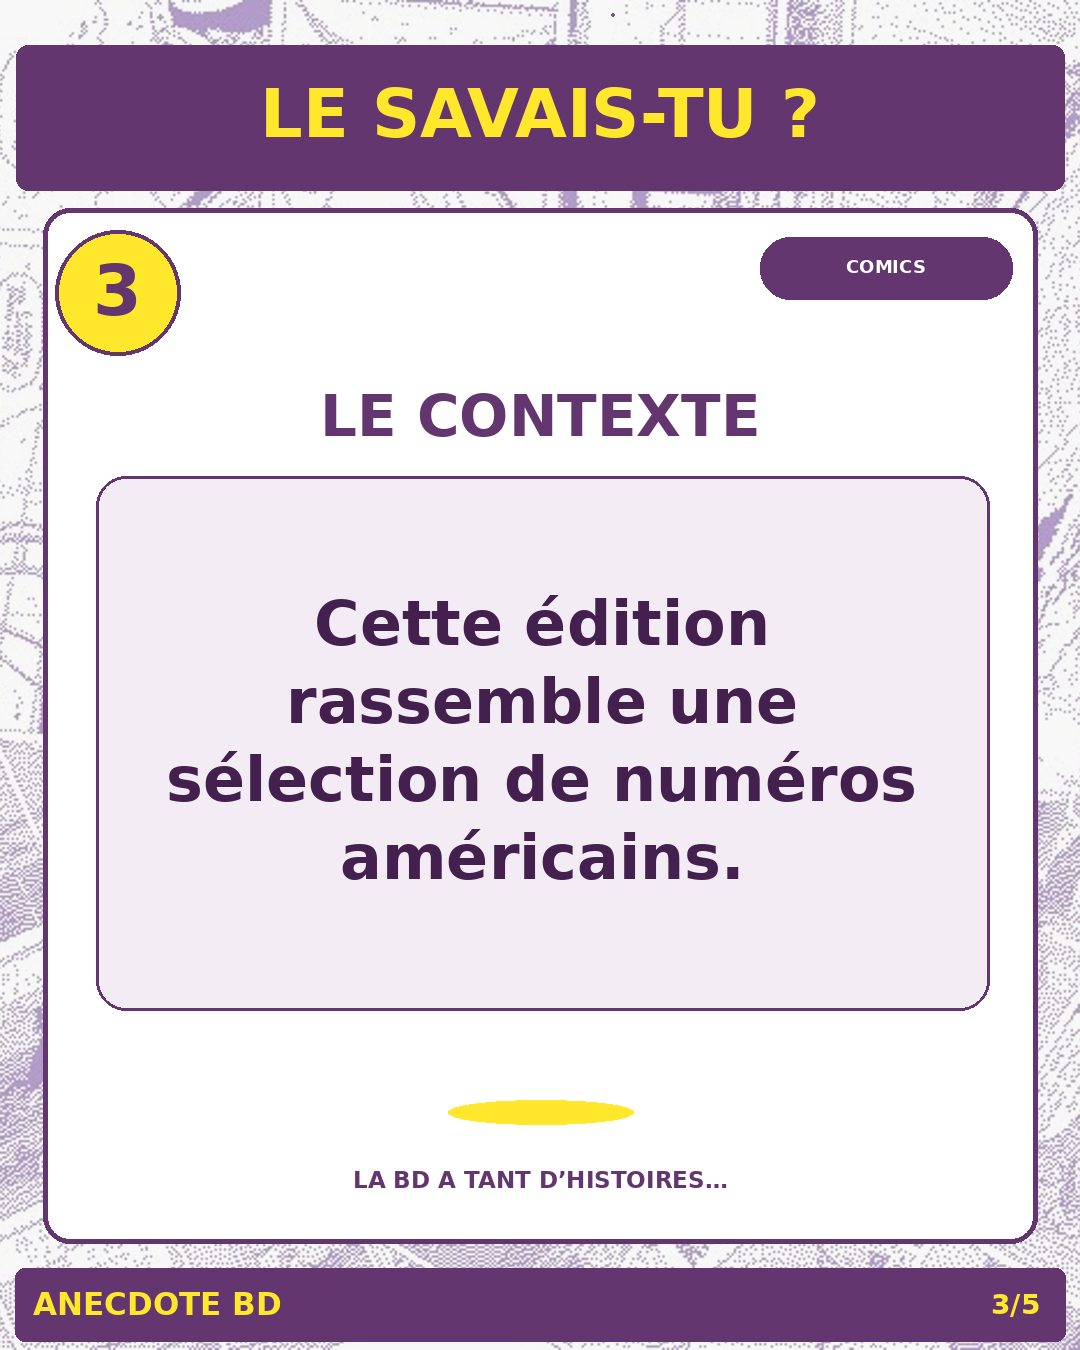 LE SAVAIS-TU ?
3
COMICS
LE CONTEXTE
Cette édition
rassemble une
sélection de numéros
américains.
LA BD A TANT D’HISTOIRES…
ANECDOTE BD
3/5